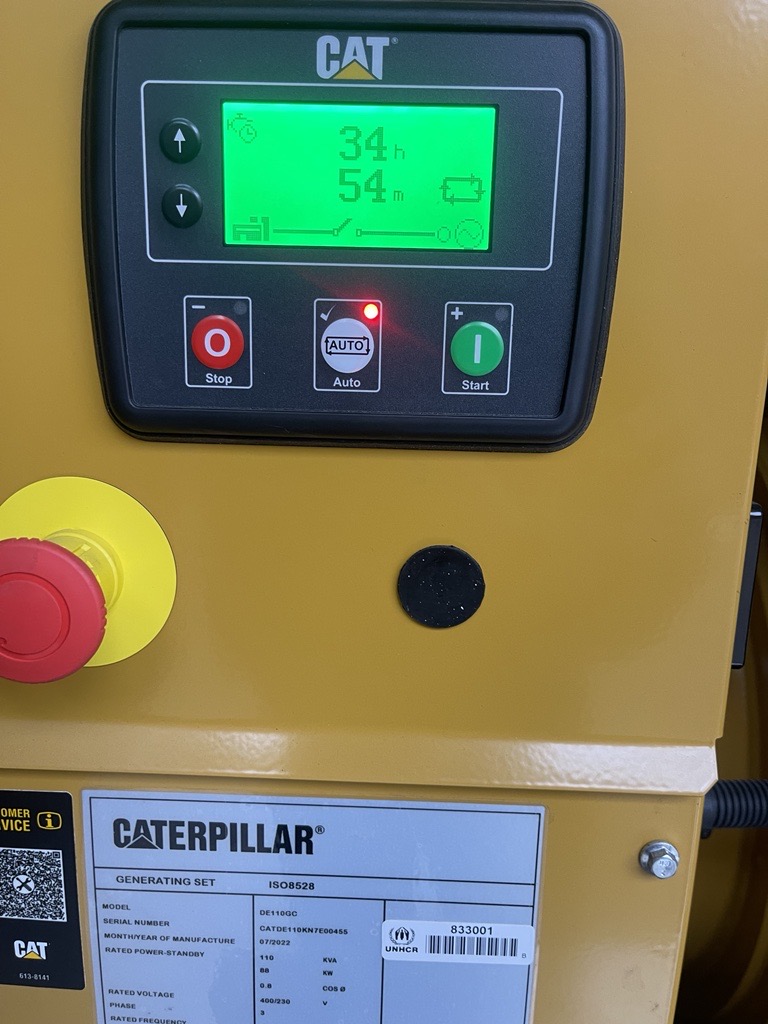 CAT®
34 h
54 m
Stop
AUTO
Auto
Start
OMER
VICE
CAT
613-8141
CATERPILLAR®
GENERATING SET ISO8528
MODEL DE110GC
SERIAL NUMBER CATDE110KN7E00455
MONTH/YEAR OF MANUFACTURE 07/2022
RATED POWER-STANDBY 110 KVA
88 KW
0.8 COS Ø
RATED VOLTAGE 400/230 V
PHASE 3
RATED FREQUENCY
UNHCR
833001